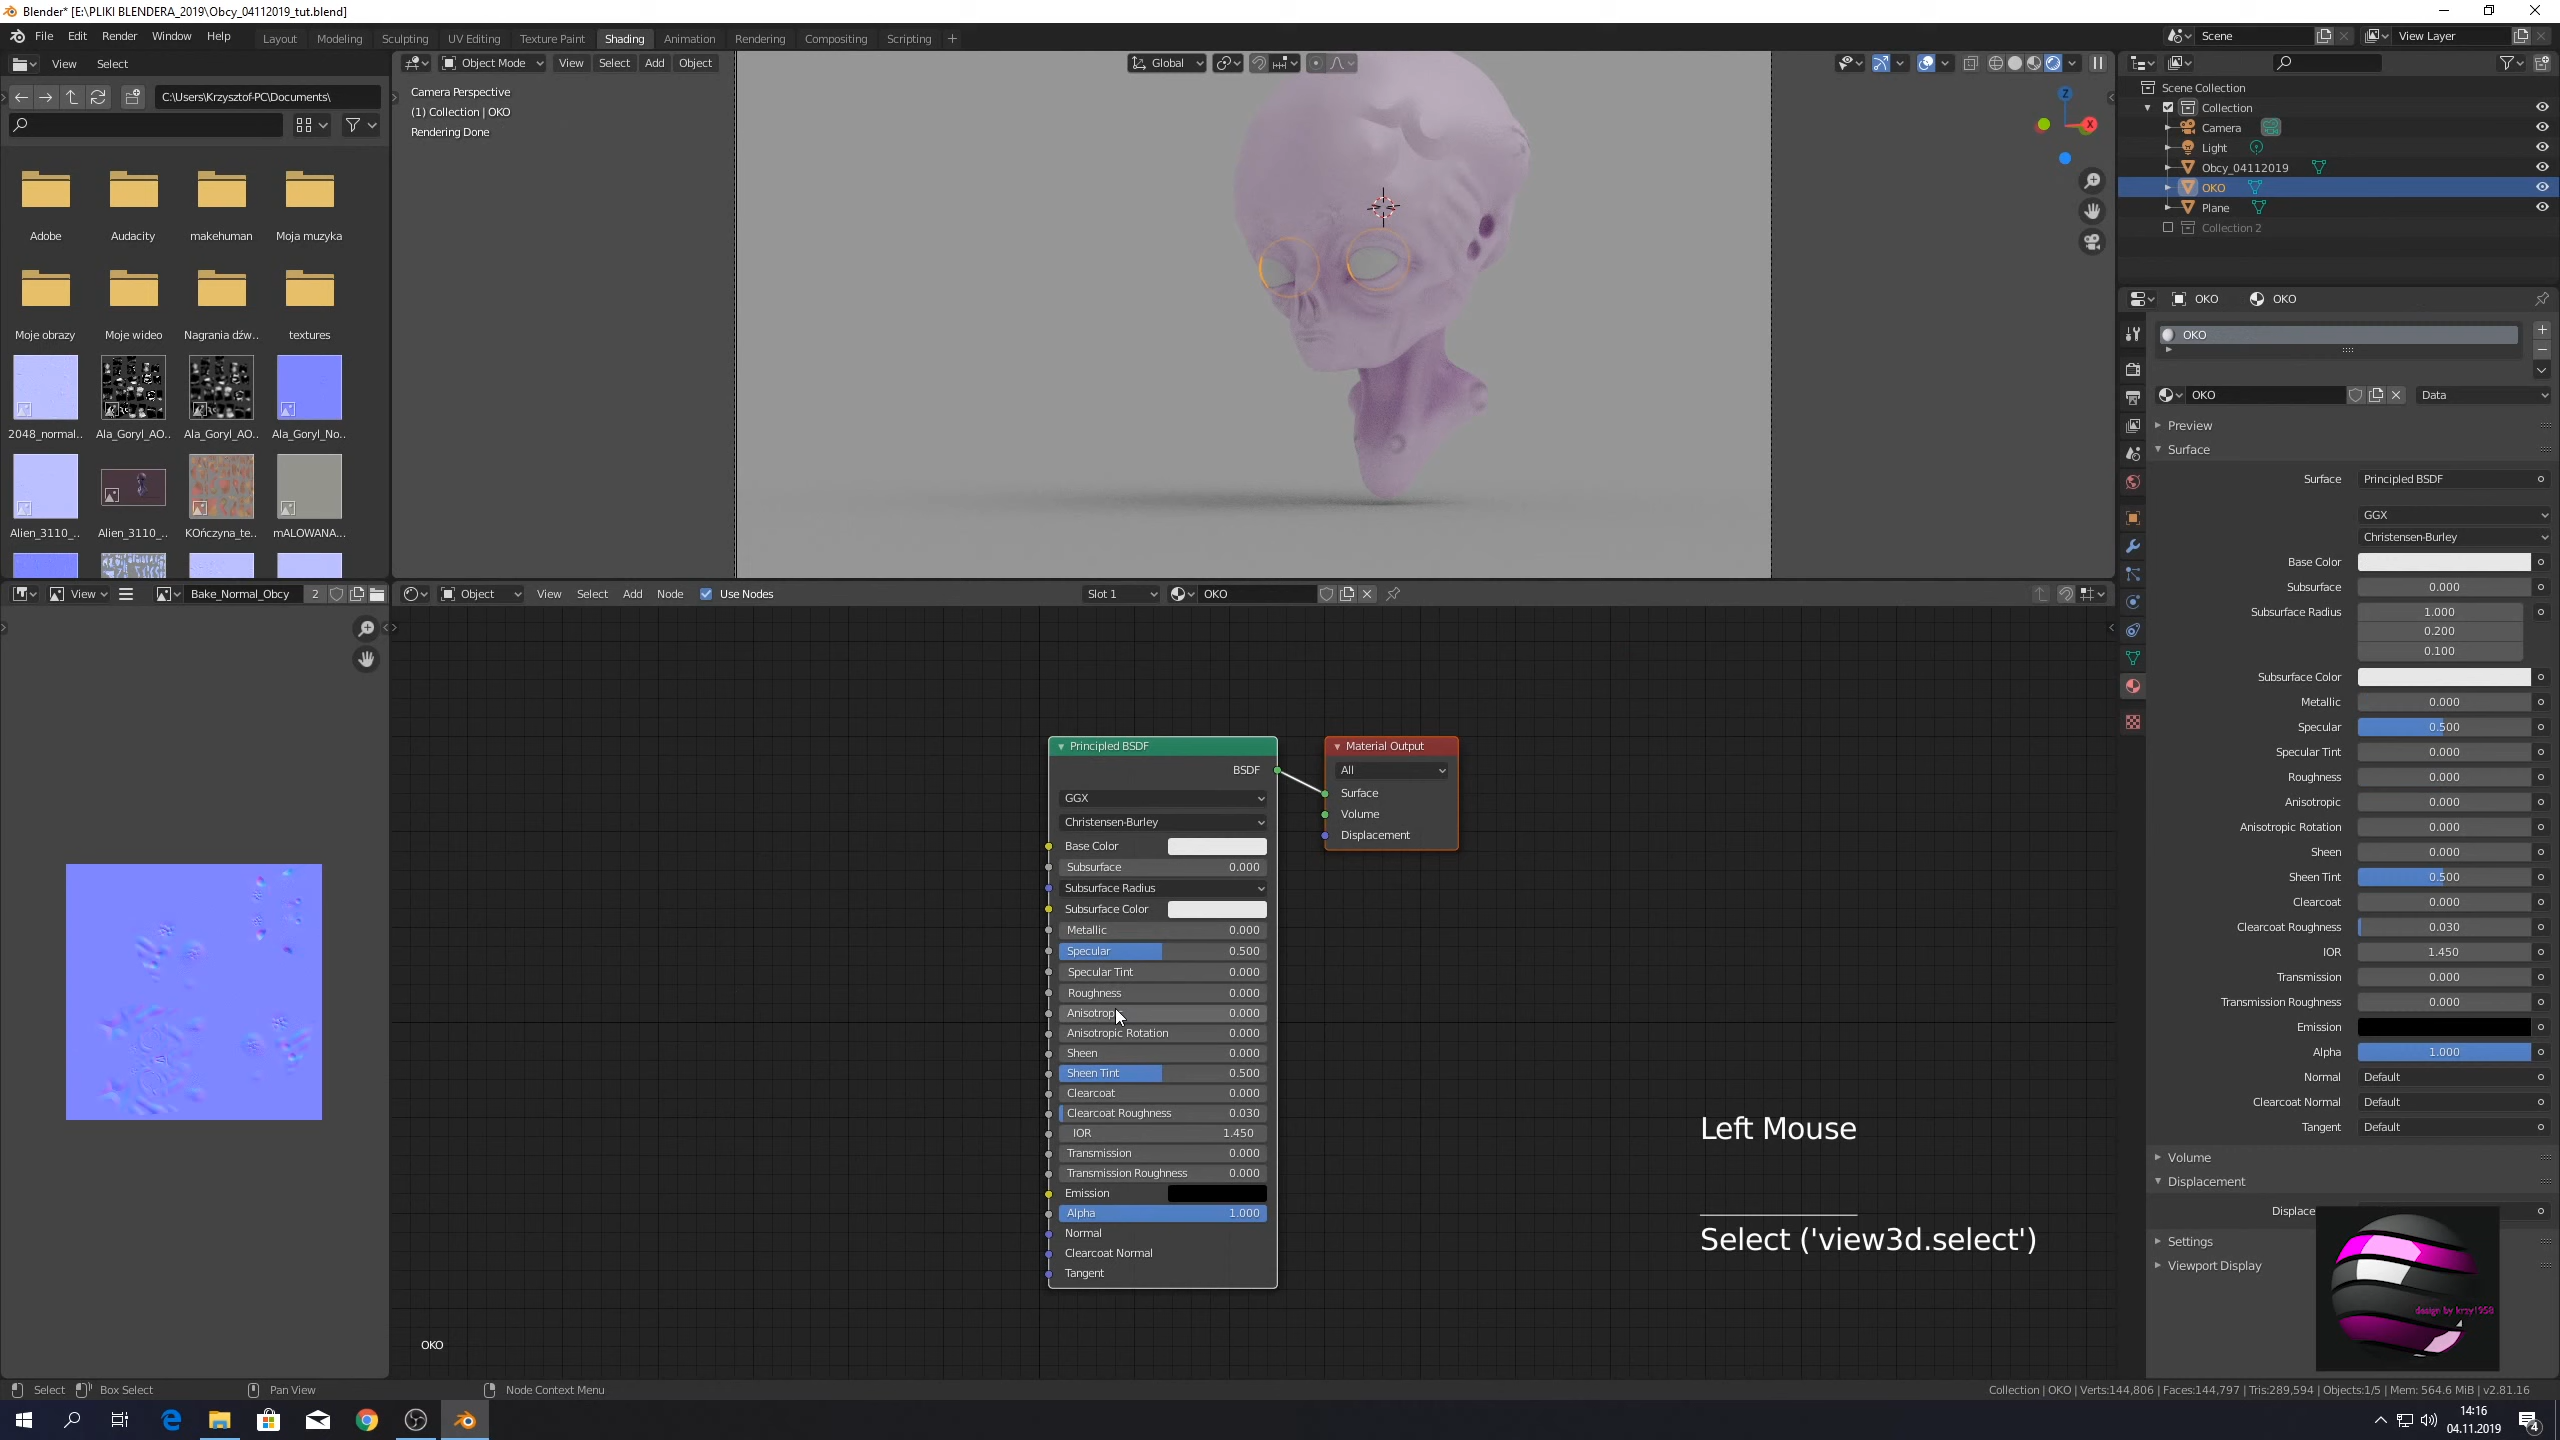 Blender* [E:\PLIKI BLENDERA_2019\Obcy_04112019_tut.blend]
File Edit Render Window Help
Layout Modeling Sculpting UV Editing Texture Paint Shading Animation Rendering Compositing Scripting
Scene
View Layer
View Select
Object Mode View Select Add Object
Global
C:\Users\Krzysztof-PC\Documents\
Camera Perspective
(1) Collection | OKO
Rendering Done
Z
X
Scene Collection
Collection
Camera
Light
Obcy_04112019
OKO
Plane
Collection 2
Adobe Audacity makehuman Moja muzyka
Moje obrazy Moje wideo Nagrania dźw.. textures
2048_normal.. Ala_Goryl_AO.. Ala_Goryl_AO.. Ala_Goryl_No..
Alien_3110_.. Alien_3110_.. KOńczyna_te.. mALOWANA...
View Bake_Normal_Obcy 2
Object View Select Add Node Use Nodes Slot 1 OKO
Principled BSDF
BSDF
GGX
Christensen-Burley
Base Color
Subsurface 0.000
Subsurface Radius
Subsurface Color
Metallic 0.000
Specular 0.500
Specular Tint 0.000
Roughness 0.000
Anisotropic 0.000
Anisotropic Rotation 0.000
Sheen 0.000
Sheen Tint 0.500
Clearcoat 0.000
Clearcoat Roughness 0.030
IOR 1.450
Transmission 0.000
Transmission Roughness 0.000
Emission
Alpha 1.000
Normal
Clearcoat Normal
Tangent
Material Output
All
Surface
Volume
Displacement
Left Mouse
Select ('view3d.select')
OKO
OKO OKO
OKO
OKO Data
Preview
Surface
Surface Principled BSDF
GGX
Christensen-Burley
Base Color
Subsurface 0.000
Subsurface Radius 1.000
0.200
0.100
Subsurface Color
Metallic 0.000
Specular 0.500
Specular Tint 0.000
Roughness 0.000
Anisotropic 0.000
Anisotropic Rotation 0.000
Sheen 0.000
Sheen Tint 0.500
Clearcoat 0.000
Clearcoat Roughness 0.030
IOR 1.450
Transmission 0.000
Transmission Roughness 0.000
Emission
Alpha 1.000
Normal Default
Clearcoat Normal Default
Tangent Default
Volume
Displacement
Displace
Settings
Viewport Display
design by krzy1958
Select Box Select Pan View Node Context Menu
Collection | OKO | Verts:144,806 | Faces:144,797 | Tris:289,594 | Objects:1/5 | Mem: 564.6 MiB | v2.81.16
14:16
04.11.2019
4